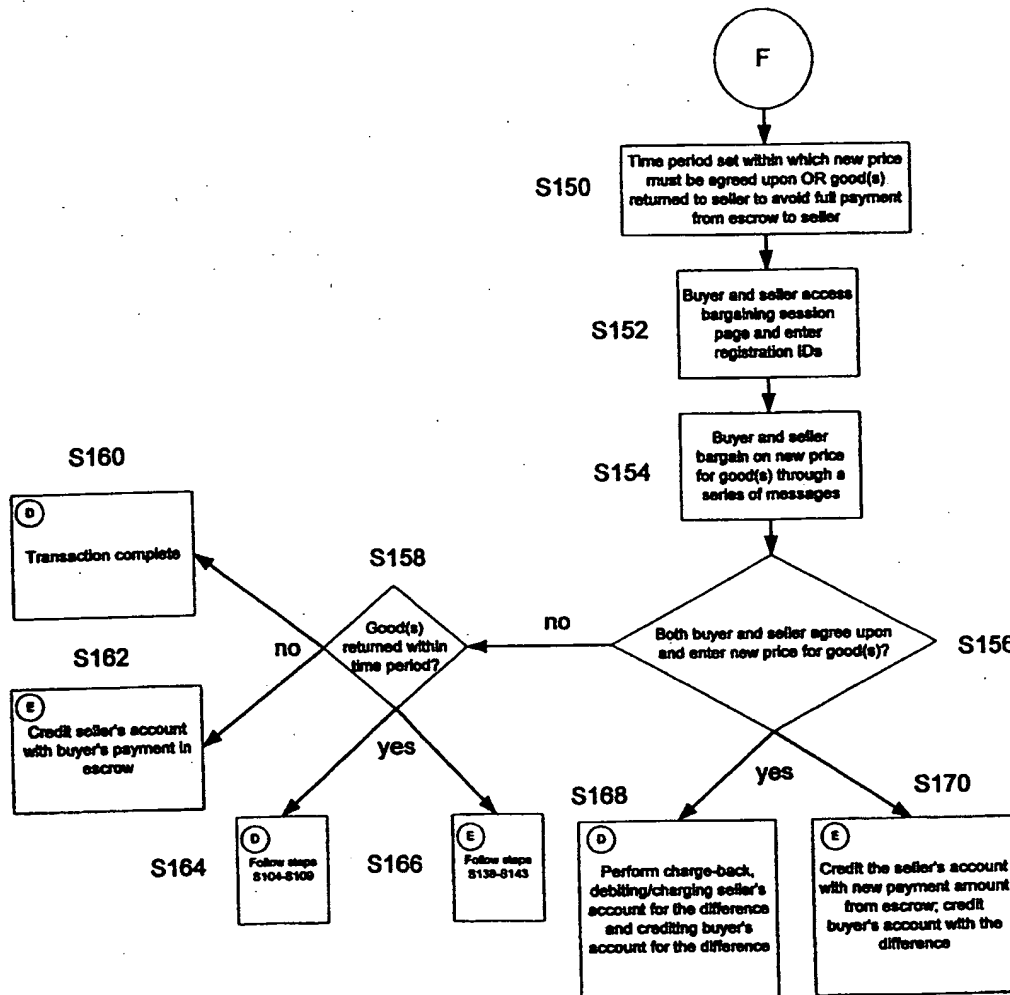 F
S150
Time period set within which new price
must be agreed upon OR good(s)
returned to seller to avoid full payment
from escrow to seller
S152
Buyer and seller access
bargaining session
page and enter
registration IDs
S154
Buyer and seller
bargain on new price
for good(s) through a
series of messages
S160
D
Transaction complete
S158
Good(s)
returned within
time period?
no
no
Both buyer and seller agree upon
and enter new price for good(s)?
S156
S162
E
Credit seller's account
with buyer's payment in
escrow
yes
yes
S164
D
Follow steps
S104-S109
S166
E
Follow steps
S138-S143
S168
D
Perform charge-back,
debiting/charging seller's
account for the difference
and crediting buyer's
account for the difference
S170
E
Credit the seller's account
with new payment amount
from escrow; credit
buyer's account with the
difference